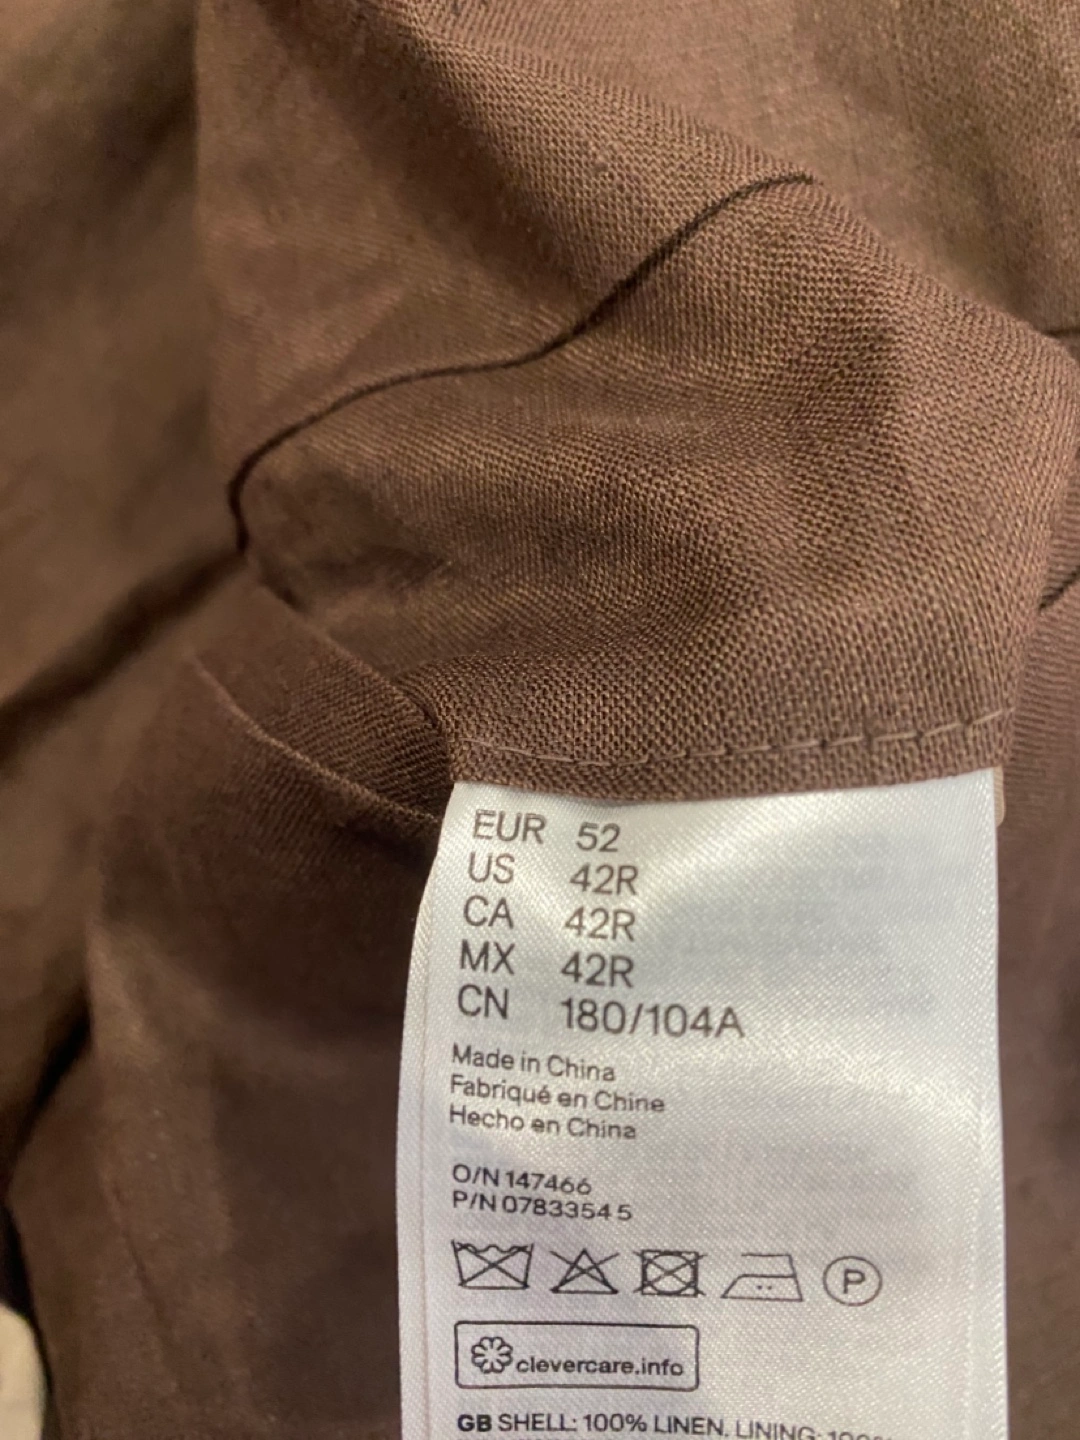 EUR 52
US 42R
CA 42R
MX 42R
CN 180/104A
Made in China
Fabriqué en Chine
Hecho en China
O/N 147466
P/N 07833545
P
clevercare.info
GB SHELL: 100% LINEN. LINING: